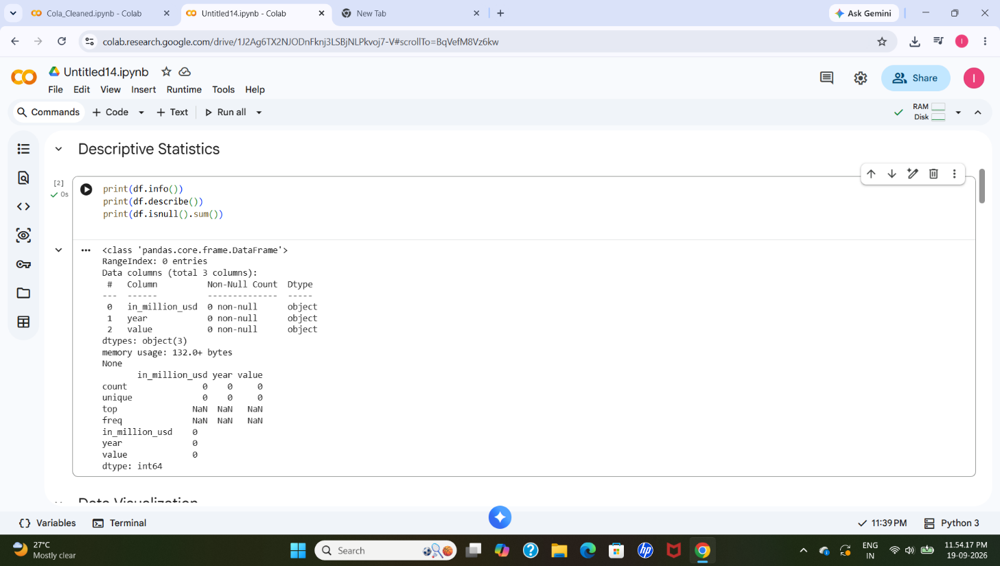 Cola_Cleaned.ipynb - Colab
Untitled14.ipynb - Colab
New Tab
Ask Gemini
colab.research.google.com/drive/1J2Ag6TX2NJODnFknj3LSBjNLPkvoj7-V#scrollTo=BqVefM8Vz6kw
I
Untitled14.ipynb
File Edit View Insert Runtime Tools Help
Share
I
Commands + Code + Text Run all
RAM
Disk
Descriptive Statistics
[2]
0s
print(df.info())
print(df.describe())
print(df.isnull().sum())
<class 'pandas.core.frame.DataFrame'>
RangeIndex: 0 entries
Data columns (total 3 columns):
# Column Non-Null Count Dtype
--- ------ -------------- -----
0 in_million_usd 0 non-null object
1 year 0 non-null object
2 value 0 non-null object
dtypes: object(3)
memory usage: 132.0+ bytes
None
in_million_usd year value
count 0 0 0
unique 0 0 0
top NaN NaN NaN
freq NaN NaN NaN
in_million_usd 0
year 0
value 0
dtype: int64
Data Visualization
{} Variables Terminal
11:39 PM Python 3
27°C
Mostly clear
Search
hp
ENG
IN
11.54.17 PM
19-09-2026